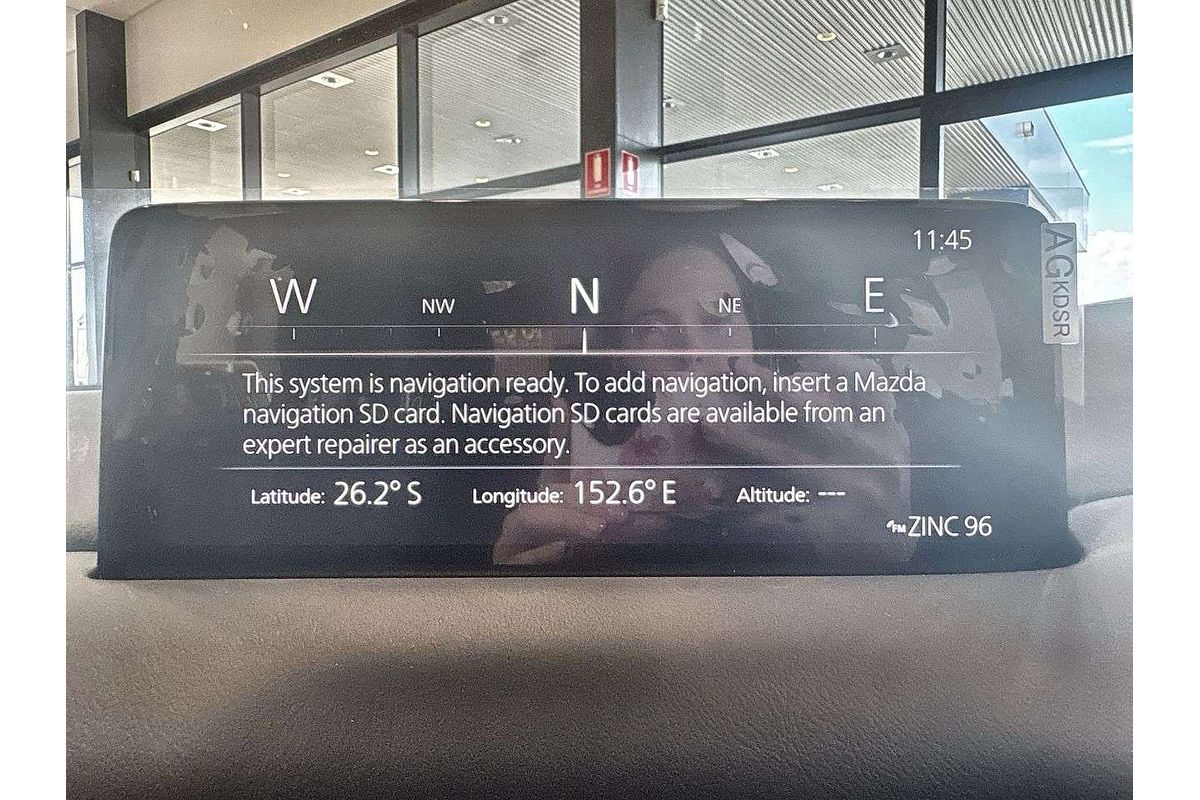 11:45
W NW N NE E
This system is navigation ready. To add navigation, insert a Mazda
navigation SD card. Navigation SD cards are available from an
expert repairer as an accessory.
Latitude: 26.2° S Longitude: 152.6° E Altitude: ---
FM ZINC 96
AGKDSR